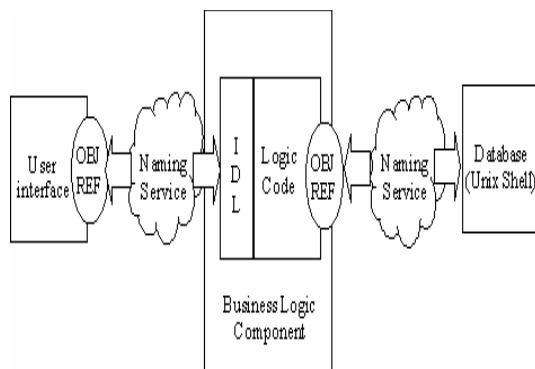 User
interface
OBJ
REF
Naming
Service
I
D
L
Logic
Code
OBJ
REF
Naming
Service
Database
(Unix Shell)
Business Logic
Component